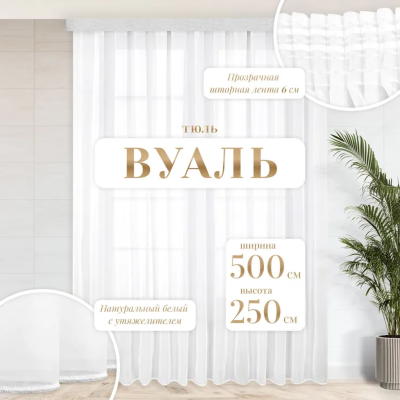 Прозрачная
шторная лента 6 см
ТЮЛЬ
ВУАЛЬ
ширина
500 см
высота
250 см
Натуральный белый
с утяжелителем